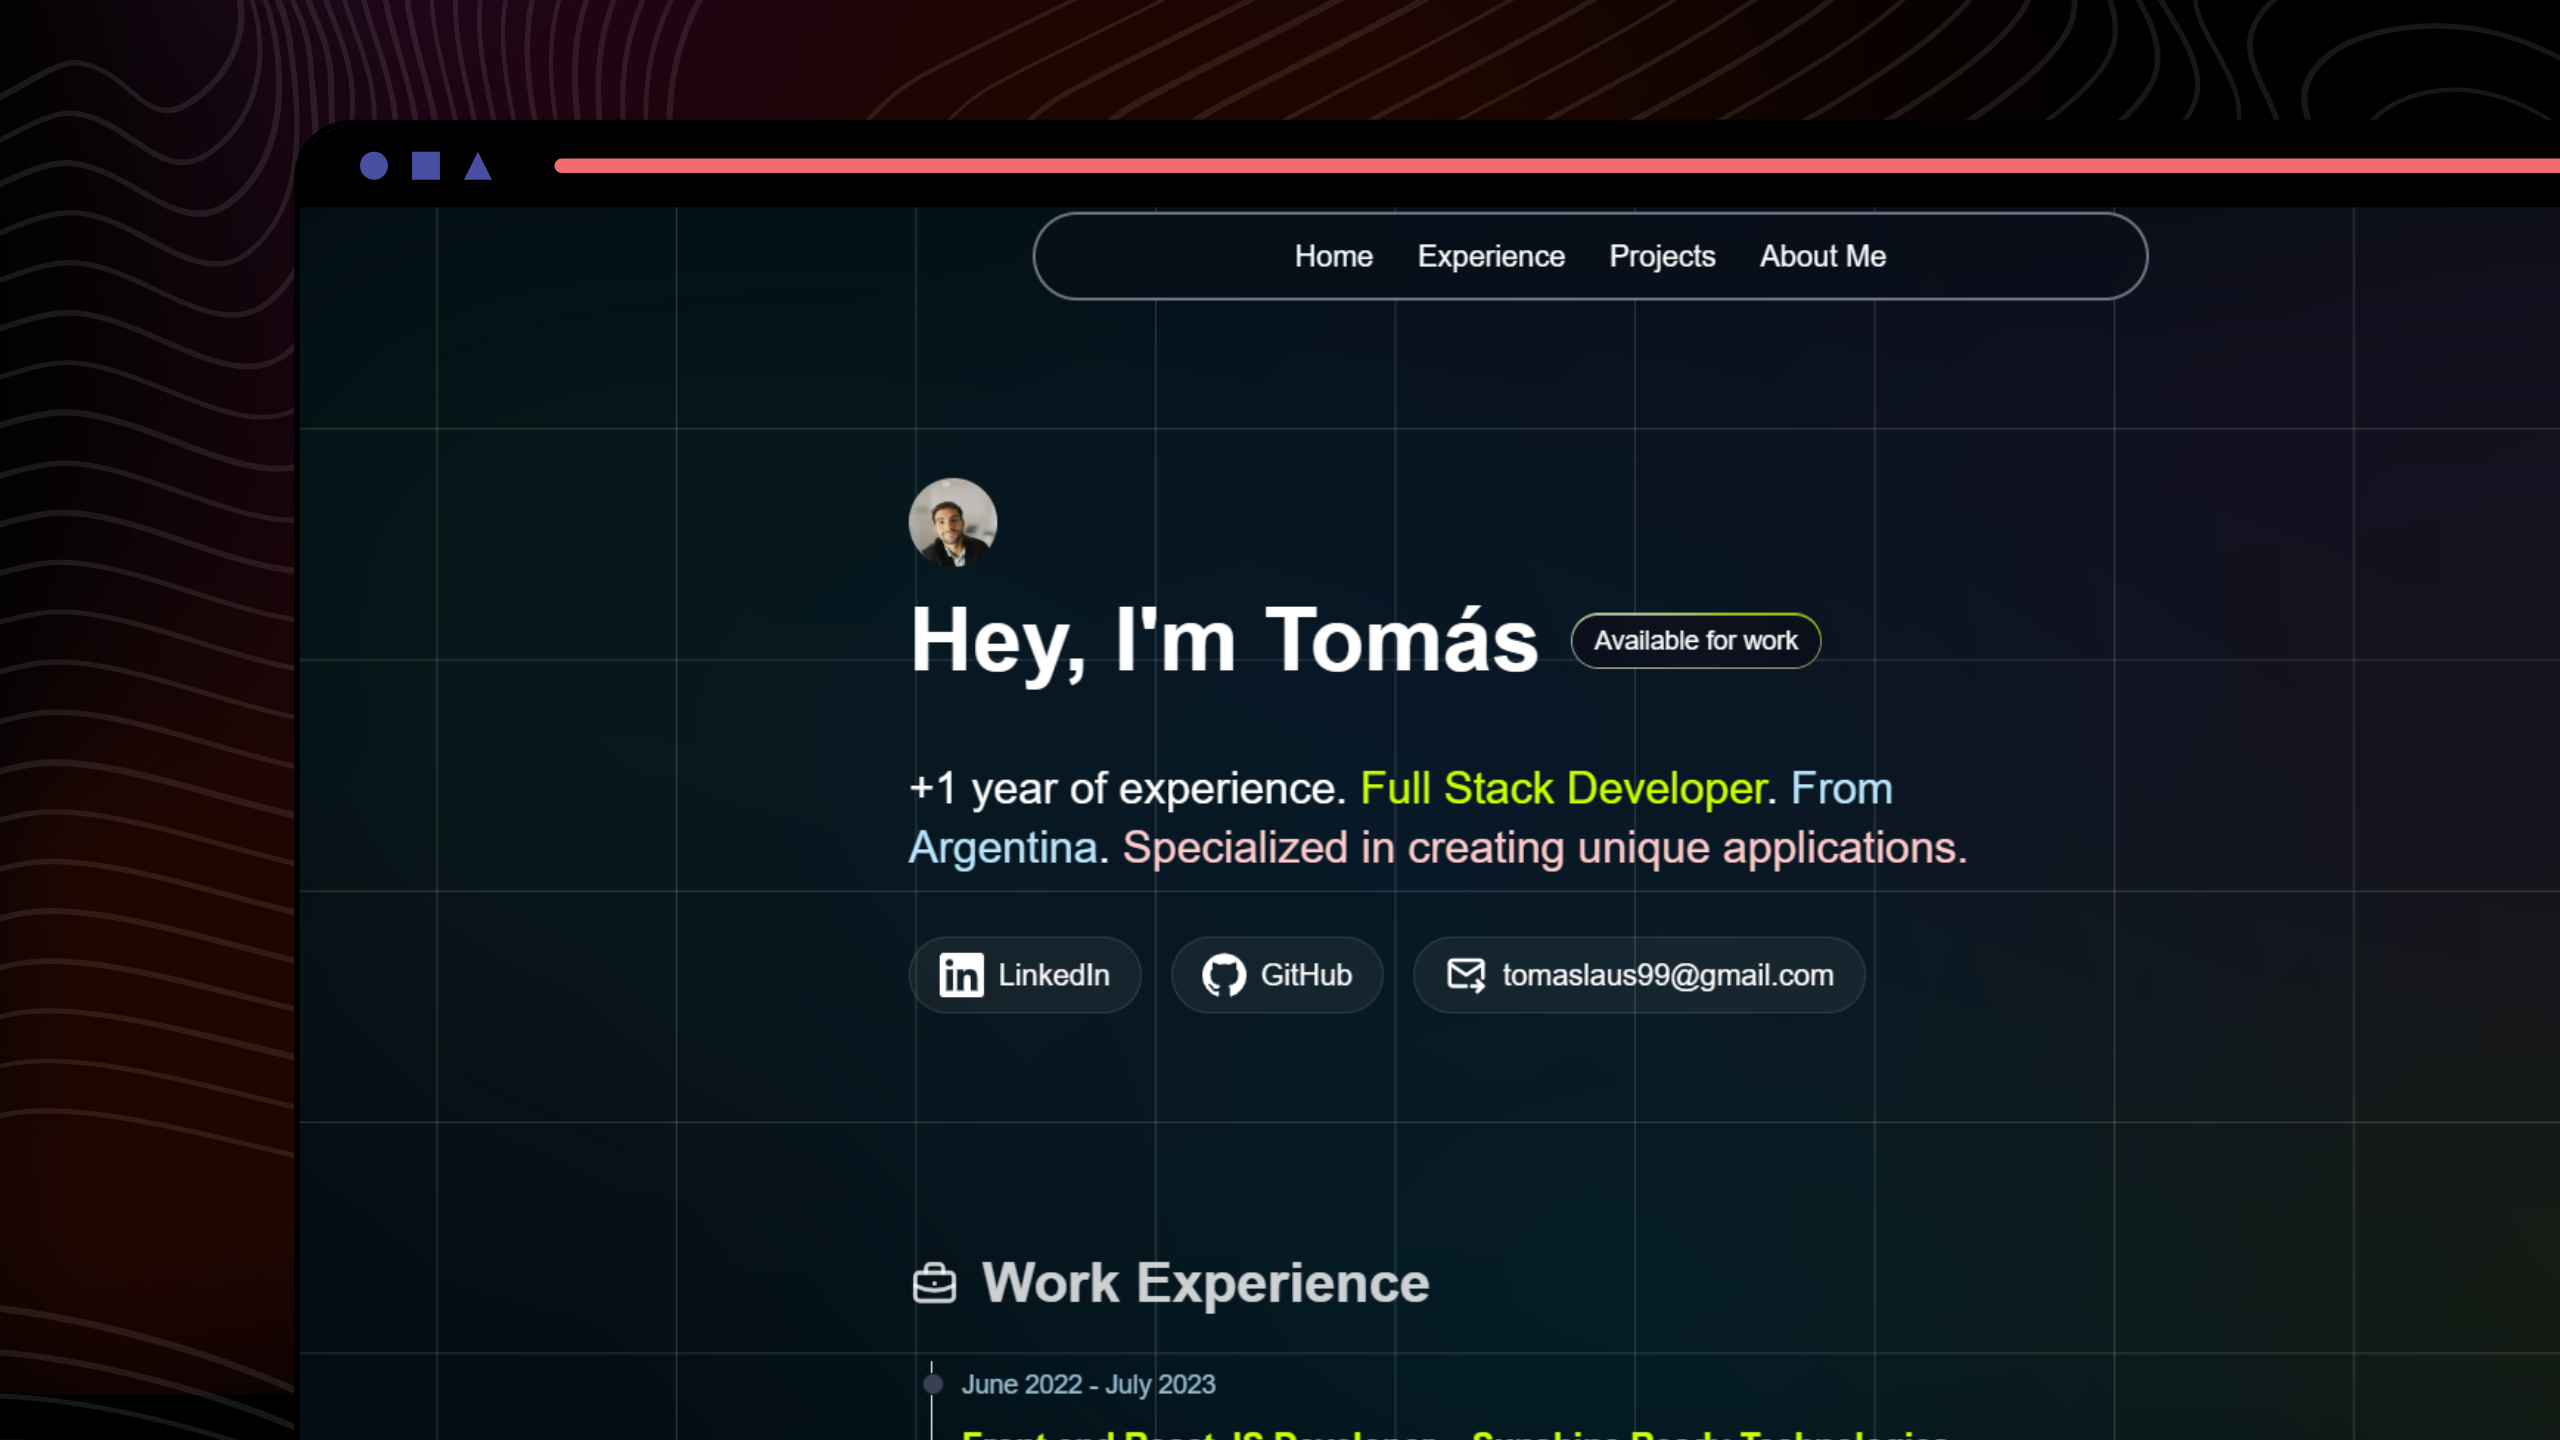 Home Experience Projects About Me
Hey, I'm Tomás
Available for work
+1 year of experience. Full Stack Developer. From
Argentina. Specialized in creating unique applications.
LinkedIn GitHub tomaslaus99@gmail.com
Work Experience
June 2022 - July 2023